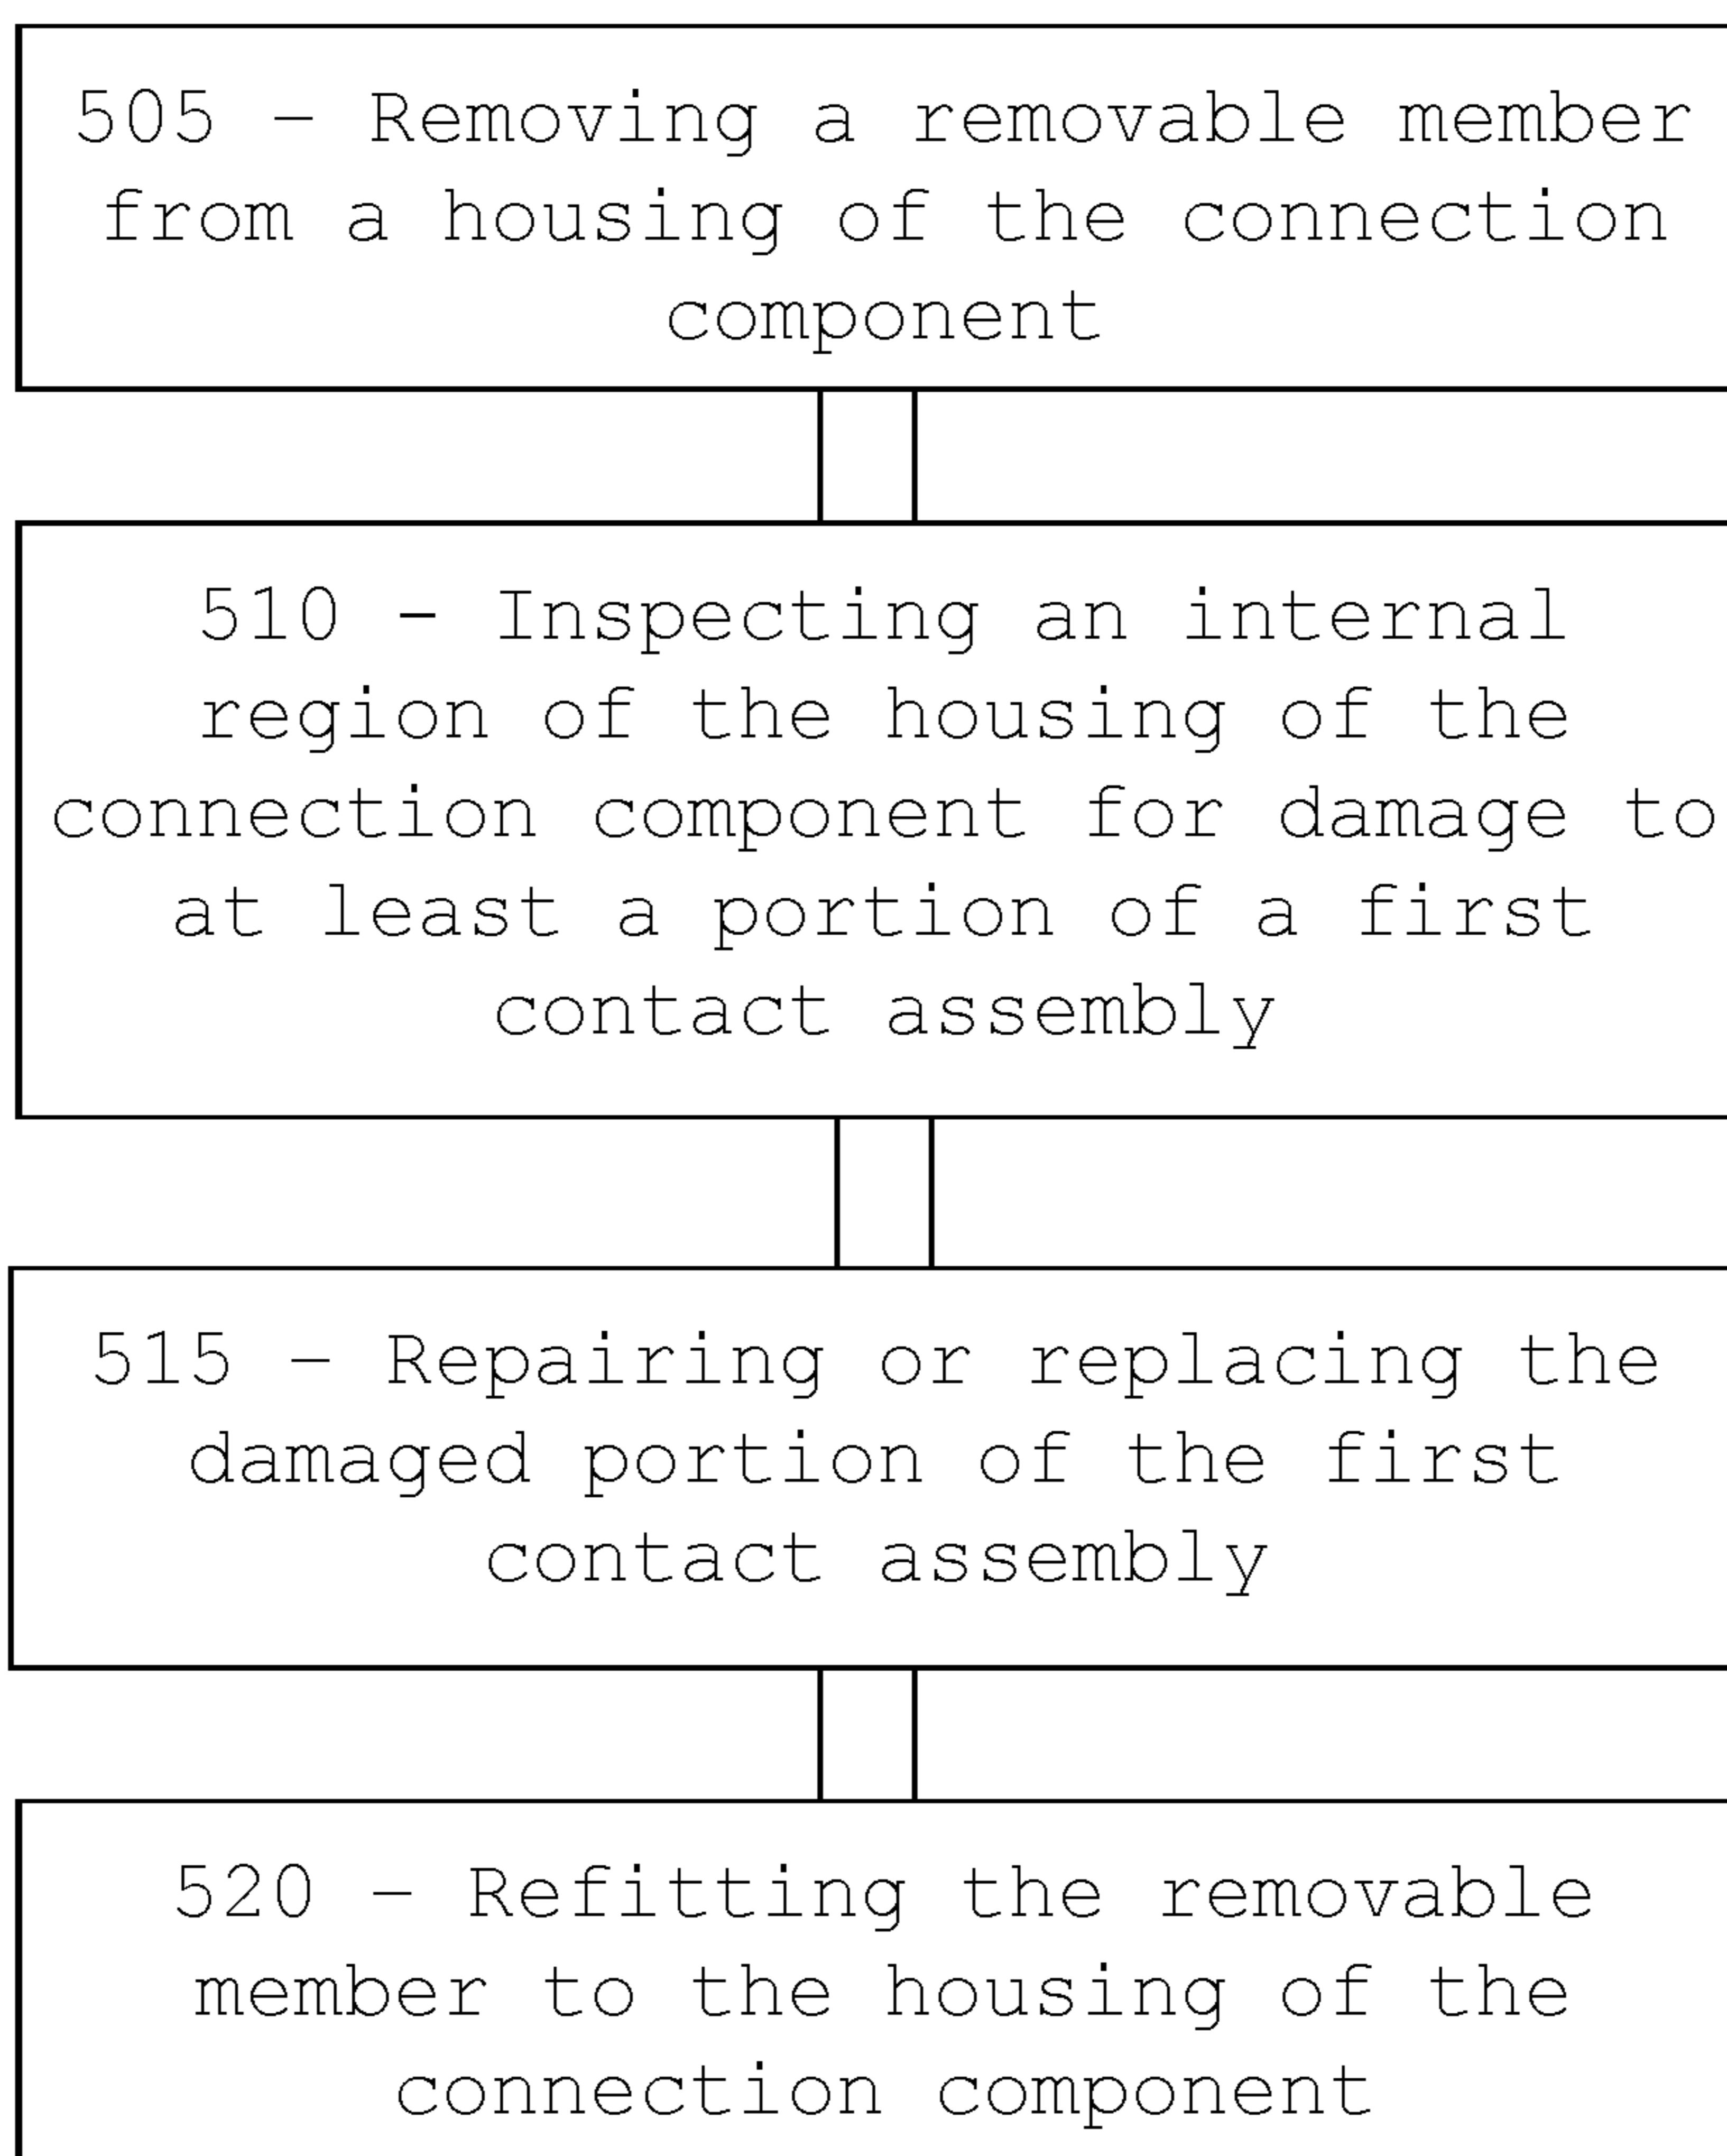 505 — Removing a removable member
from a housing of the connection
component
510 — Inspecting an internal
region of the housing of the
connection component for damage to
at least a portion of a first
contact assembly
515 — Repairing or replacing the
damaged portion of the first
contact assembly
520 — Refitting the removable
member to the housing of the
connection component